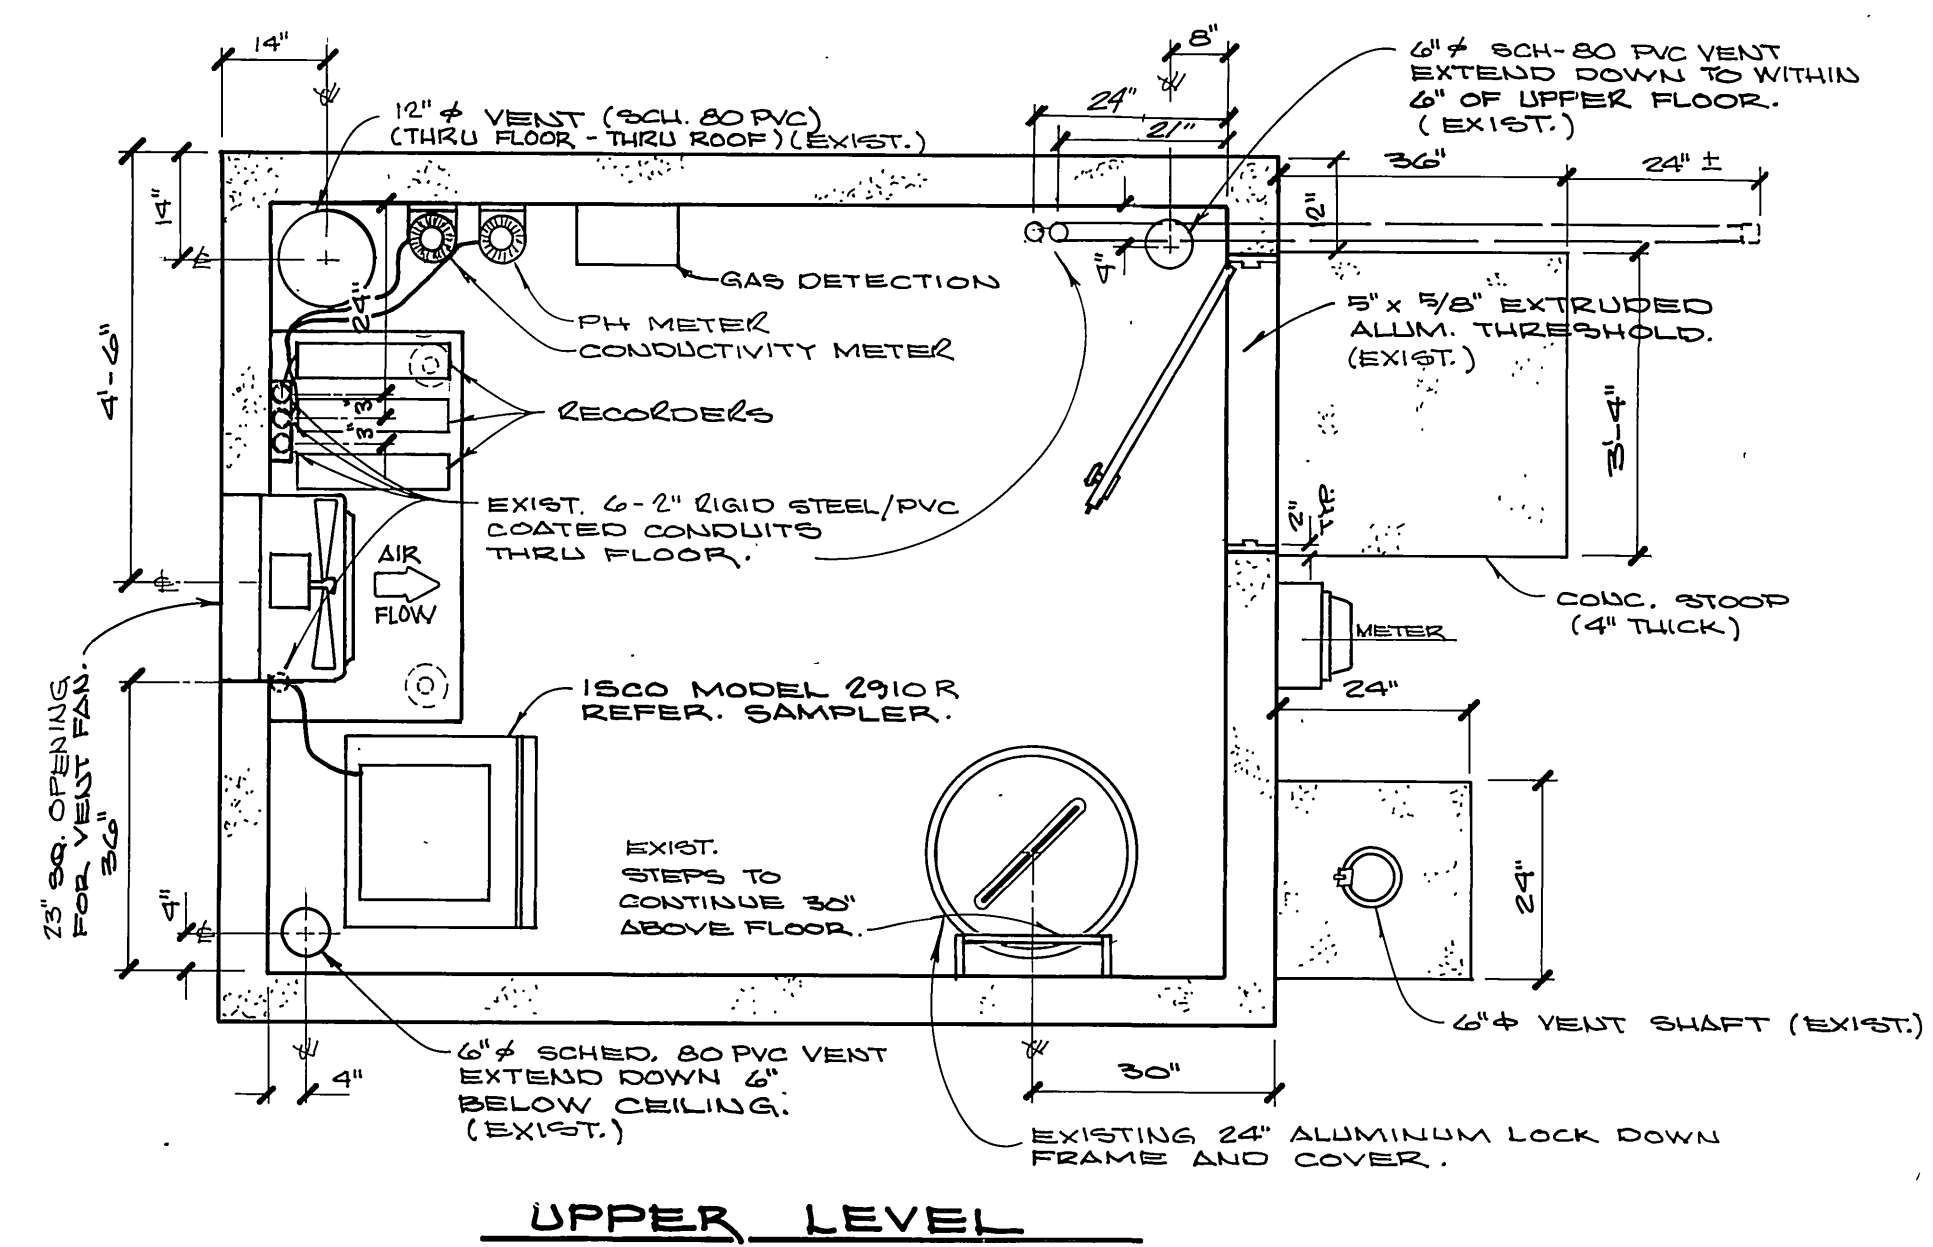 14"
8"
6"ø SCH-80 PVC VENT
EXTEND DOWN TO WITHIN
6" OF UPPER FLOOR.
(EXIST.)
12"ø VENT (SCH. 80 PVC)
(THRU FLOOR - THRU ROOF)(EXIST.)
24"
21"
36"
24" ±
14"
12"
4"
24"
GAS DETECTION
PH METER
CONDUCTIVITY METER
5" x 5/8" EXTRUDED
ALUM. THRESHOLD.
(EXIST.)
4'-6"
3"
3"
RECORDERS
3'-4"
EXIST. 6-2" RIGID STEEL/PVC
COATED CONDUITS
THRU FLOOR.
2"
TYP.
AIR
FLOW
CONC. STOOP
(4" THICK)
METER
23" SQ. OPENING
FOR VENT FAN.
36"
ISCO MODEL 2910R
REFER. SAMPLER.
24"
24"
EXIST.
STEPS TO
CONTINUE 30"
ABOVE FLOOR.
4"
6"ø VENT SHAFT (EXIST.)
4"
6"ø SCHED. 80 PVC VENT
EXTEND DOWN 6"
BELOW CEILING.
(EXIST.)
30"
EXISTING 24" ALUMINUM LOCK DOWN
FRAME AND COVER.
UPPER LEVEL